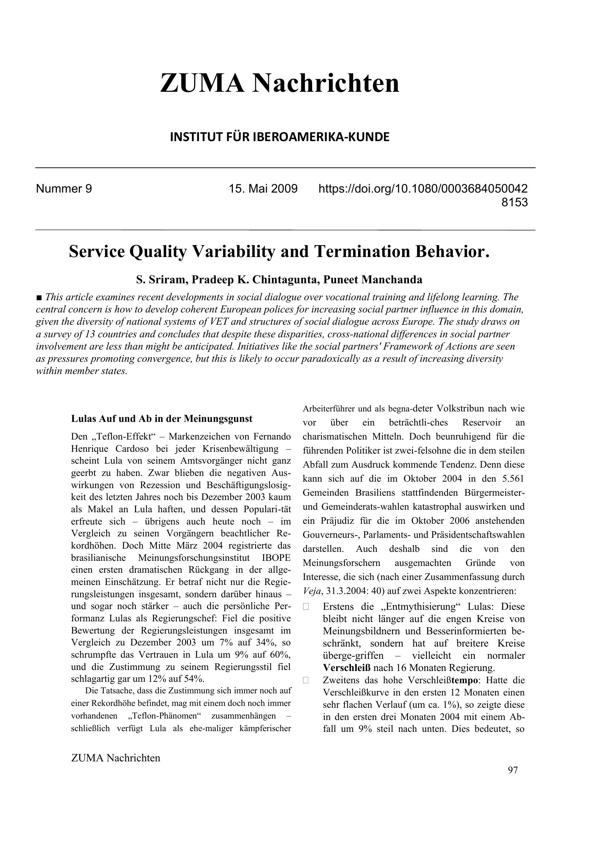 ZUMA Nachrichten
INSTITUT FÜR IBEROAMERIKA-KUNDE
Nummer 9 15. Mai 2009 https://doi.org/10.1080/0003684050042
8153
Service Quality Variability and Termination Behavior.
S. Sriram, Pradeep K. Chintagunta, Puneet Manchanda
■ This article examines recent developments in social dialogue over vocational training and lifelong learning. The
central concern is how to develop coherent European polices for increasing social partner influence in this domain,
given the diversity of national systems of VET and structures of social dialogue across Europe. The study draws on
a survey of 13 countries and concludes that despite these disparities, cross-national differences in social partner
involvement are less than might be anticipated. Initiatives like the social partners' Framework of Actions are seen
as pressures promoting convergence, but this is likely to occur paradoxically as a result of increasing diversity
within member states.
Lulas Auf und Ab in der Meinungsgunst
Den „Teflon-Effekt“ – Markenzeichen von Fernando
Henrique Cardoso bei jeder Krisenbewältigung –
scheint Lula von seinem Amtsvorgänger nicht ganz
geerbt zu haben. Zwar blieben die negativen Aus-
wirkungen von Rezession und Beschäftigungslosig-
keit des letzten Jahres noch bis Dezember 2003 kaum
als Makel an Lula haften, und dessen Populari-tät
erfreute sich – übrigens auch heute noch – im
Vergleich zu seinen Vorgängern beachtlicher Re-
kordhöhen. Doch Mitte März 2004 registrierte das
brasilianische Meinungsforschungsinstitut IBOPE
einen ersten dramatischen Rückgang in der allge-
meinen Einschätzung. Er betraf nicht nur die Regie-
rungsleistungen insgesamt, sondern darüber hinaus –
und sogar noch stärker – auch die persönliche Per-
formanz Lulas als Regierungschef: Fiel die positive
Bewertung der Regierungsleistungen insgesamt im
Vergleich zu Dezember 2003 um 7% auf 34%, so
schrumpfte das Vertrauen in Lula um 9% auf 60%,
und die Zustimmung zu seinem Regierungsstil fiel
schlagartig gar um 12% auf 54%.
Die Tatsache, dass die Zustimmung sich immer noch auf
einer Rekordhöhe befindet, mag mit einem doch noch immer
vorhandenen „Teflon-Phänomen“ zusammenhängen –
schließlich verfügt Lula als ehe-maliger kämpferischer
Arbeiterführer und als begna-deter Volkstribun nach wie
vor über ein beträchtli-ches Reservoir an
charismatischen Mitteln. Doch beunruhigend für die
führenden Politiker ist zwei-felsohne die in dem steilen
Abfall zum Ausdruck kommende Tendenz. Denn diese
kann sich auf die im Oktober 2004 in den 5.561
Gemeinden Brasiliens stattfindenden Bürgermeister-
und Gemeinderats-wahlen katastrophal auswirken und
ein Präjudiz für die im Oktober 2006 anstehenden
Gouverneurs-, Parlaments- und Präsidentschaftswahlen
darstellen. Auch deshalb sind die von den
Meinungsforschern ausgemachten Gründe von
Interesse, die sich (nach einer Zusammenfassung durch
Veja, 31.3.2004: 40) auf zwei Aspekte konzentrieren:
Erstens die „Entmythisierung“ Lulas: Diese
bleibt nicht länger auf die engen Kreise von
Meinungsbildnern und Besserinformierten be-
schränkt, sondern hat auf breitere Kreise
überge-griffen – vielleicht ein normaler
Verschleiß nach 16 Monaten Regierung.
Zweitens das hohe Verschleißtempo: Hatte die
Verschleißkurve in den ersten 12 Monaten einen
sehr flachen Verlauf (um ca. 1%), so zeigte diese
in den ersten drei Monaten 2004 mit einem Ab-
fall um 9% steil nach unten. Dies bedeutet, so
ZUMA Nachrichten
97